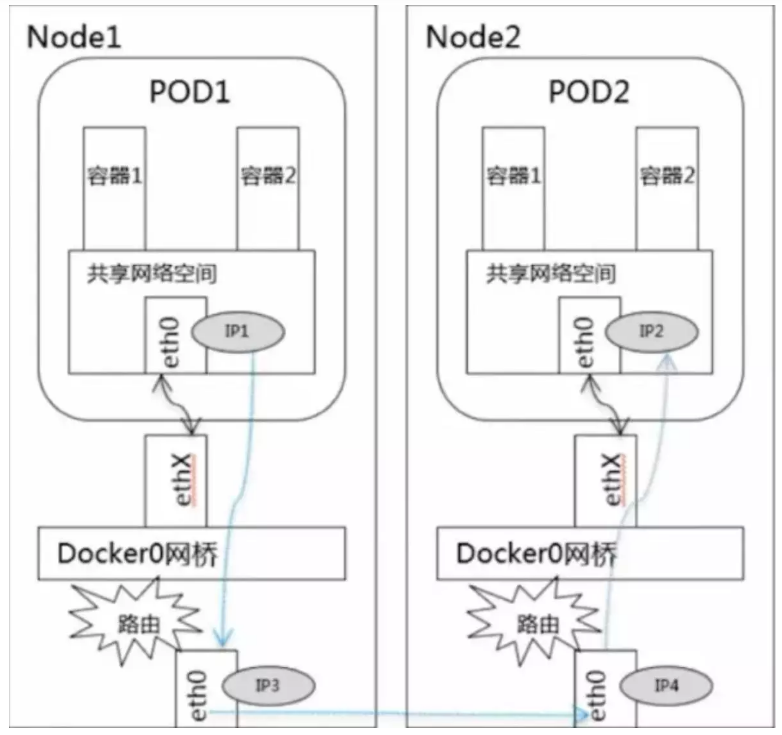 Node1
POD1
容器1
容器2
共享网络空间
eth0
IP1
ethX
Docker0网桥
路由
eth0
IP3
Node2
POD2
容器1
容器2
共享网络空间
eth0
IP2
ethX
Docker0网桥
路由
eth0
IP4